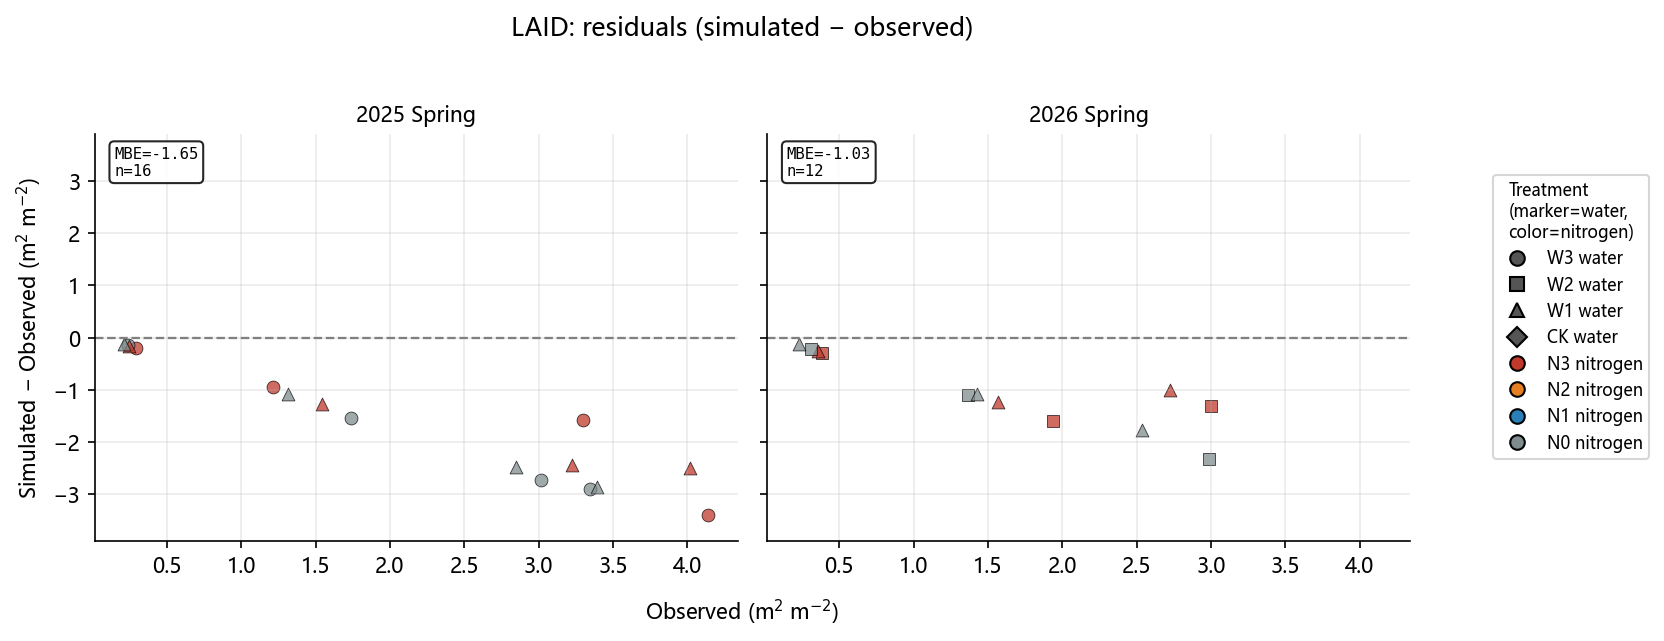 LAID: residuals (simulated − observed)
2025 Spring
2026 Spring
MBE=-1.65
n=16
MBE=-1.03
n=12
Simulated − Observed (m² m⁻²)
3
2
1
0
−1
−2
−3
0.5 1.0 1.5 2.0 2.5 3.0 3.5 4.0
0.5 1.0 1.5 2.0 2.5 3.0 3.5 4.0
Observed (m² m⁻²)
Treatment
(marker=water,
color=nitrogen)
W3 water
W2 water
W1 water
CK water
N3 nitrogen
N2 nitrogen
N1 nitrogen
N0 nitrogen